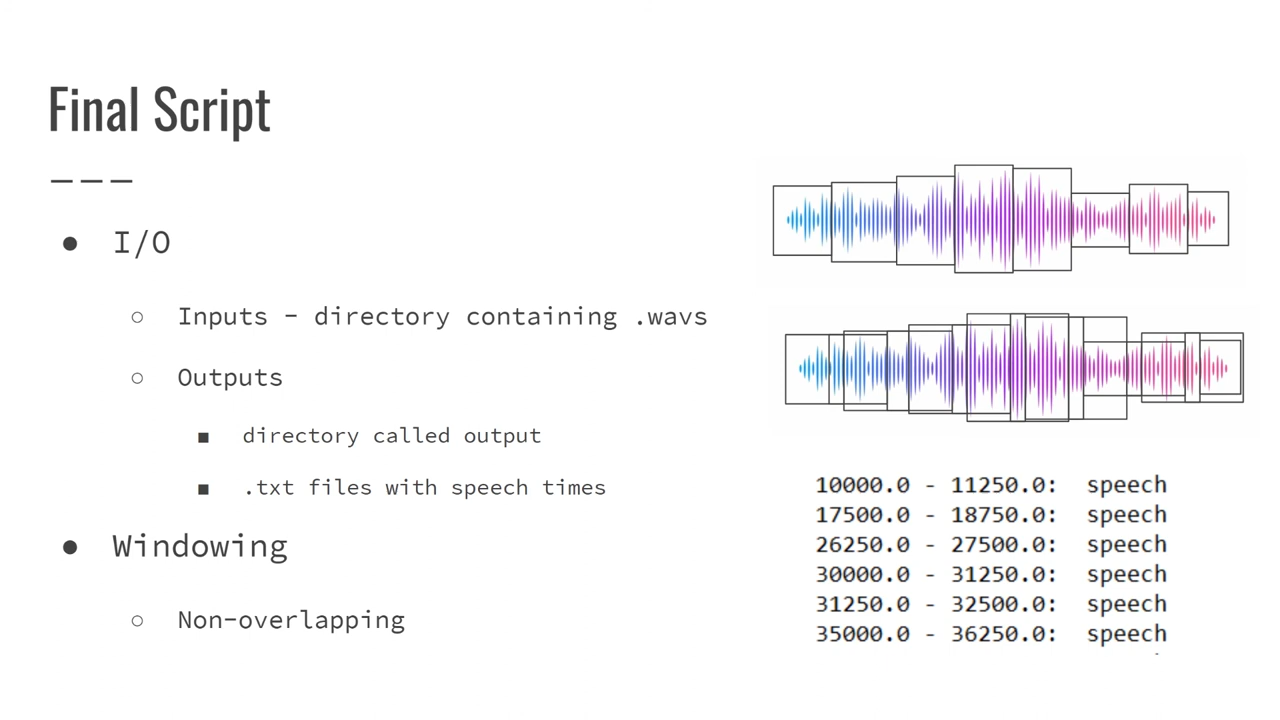 Final Script
———
● I/O
○ Inputs - directory containing .wavs
○ Outputs
■ directory called output
■ .txt files with speech times
● Windowing
○ Non-overlapping
10000.0 - 11250.0: speech
17500.0 - 18750.0: speech
26250.0 - 27500.0: speech
30000.0 - 31250.0: speech
31250.0 - 32500.0: speech
35000.0 - 36250.0: speech